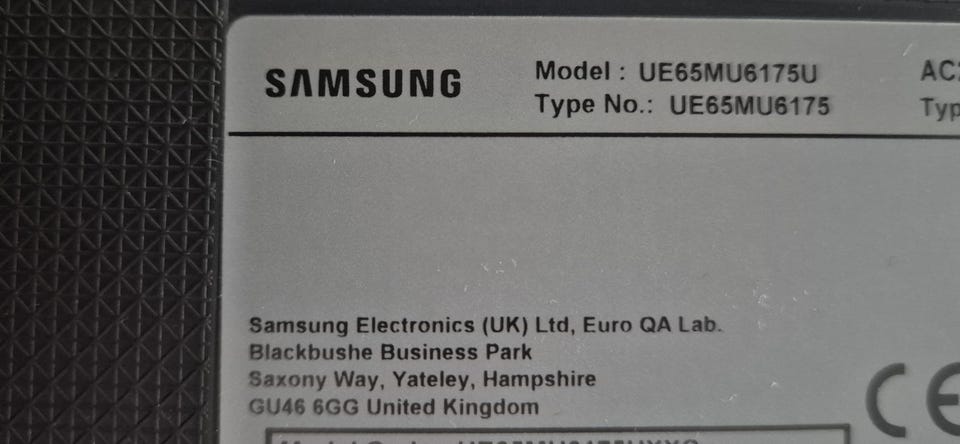 SAMSUNG
Model : UE65MU6175U
Type No.: UE65MU6175
Samsung Electronics (UK) Ltd, Euro QA Lab.
Blackbushe Business Park
Saxony Way, Yateley, Hampshire
GU46 6GG United Kingdom
CE